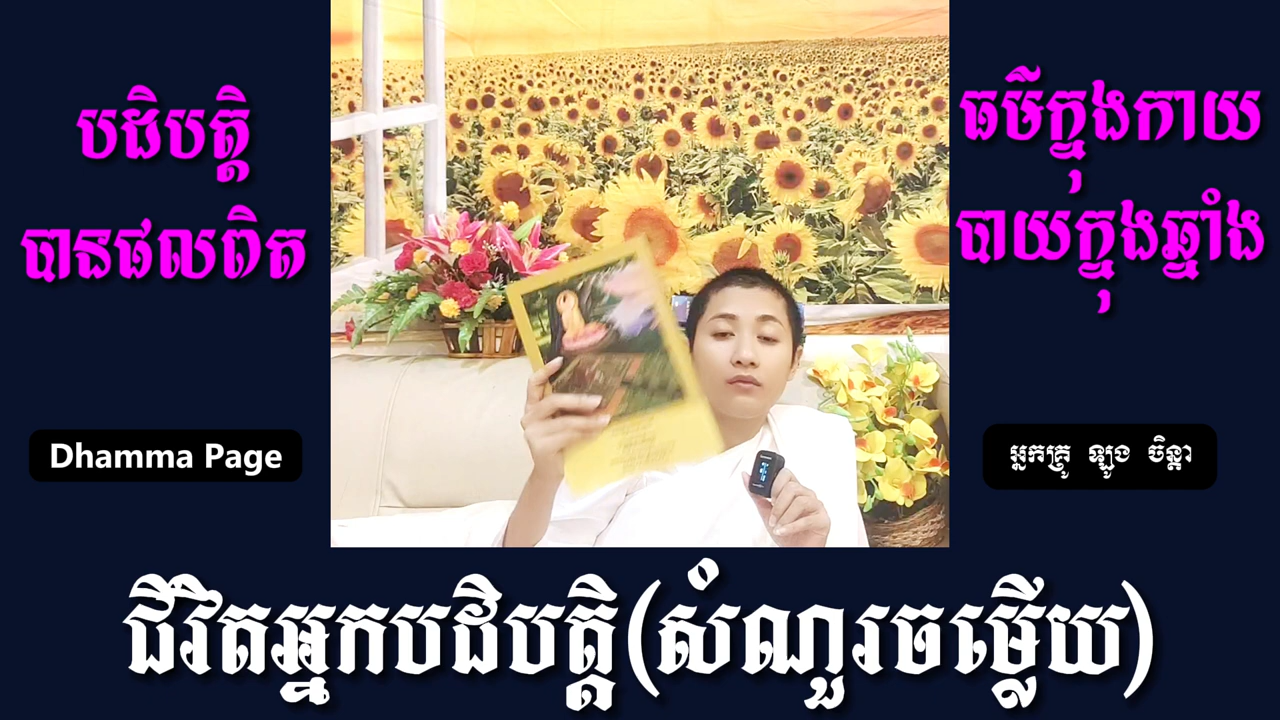 បដិបត្តិ
បានផលពិត
ធម៌ក្នុងកាយ
បាយក្នុងឆ្នាំង
Dhamma Page
អ្នកគ្រូ ឡុង ចិន្តា
ជីវិតអ្នកបដិបត្តិ(សំណួរចម្លើយ)